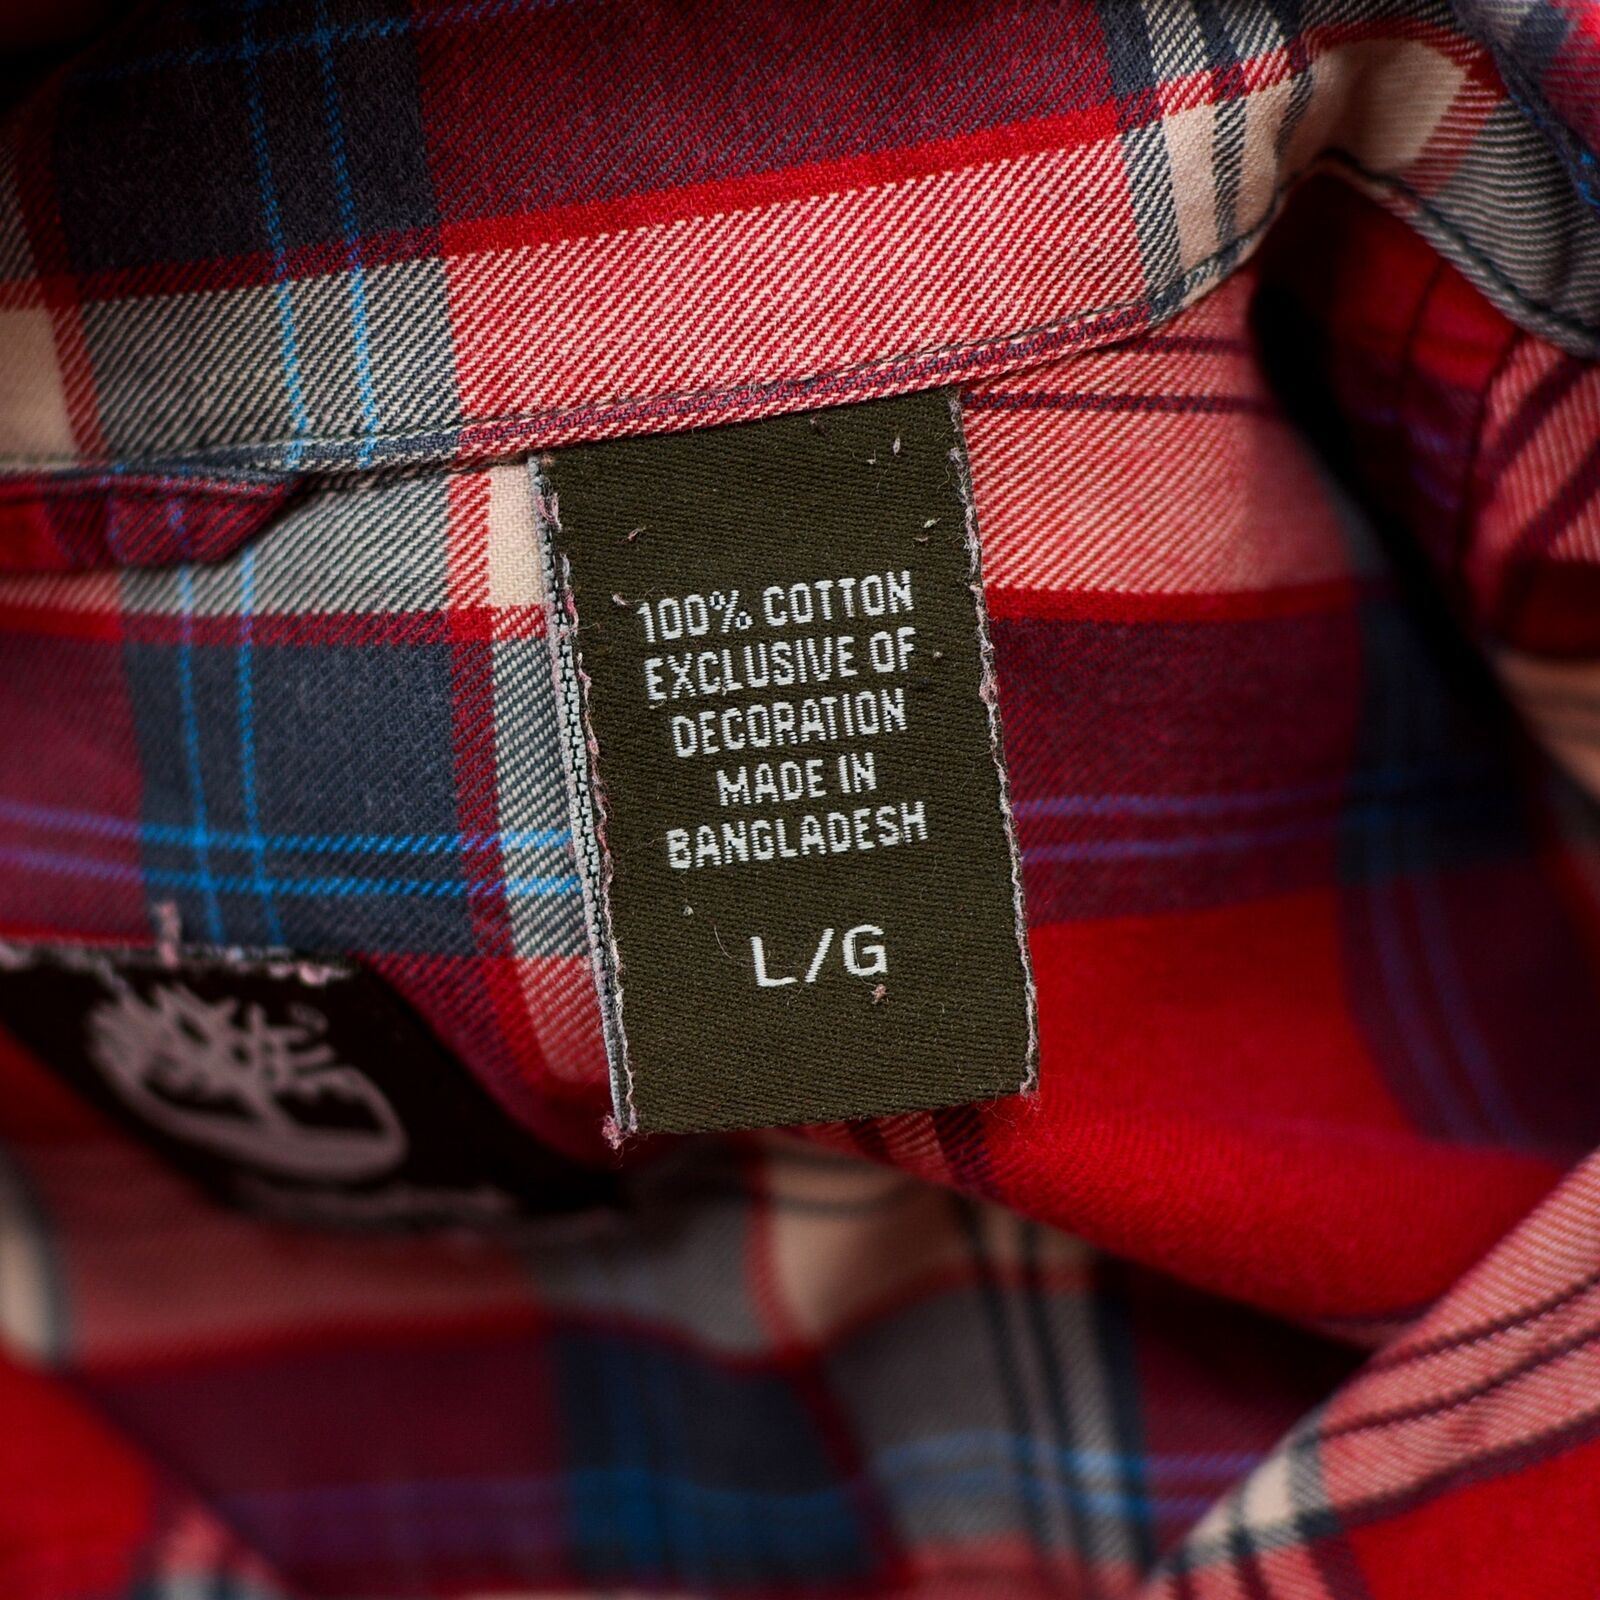 100% COTTON
EXCLUSIVE OF
DECORATION
MADE IN
BANGLADESH
L/G
®